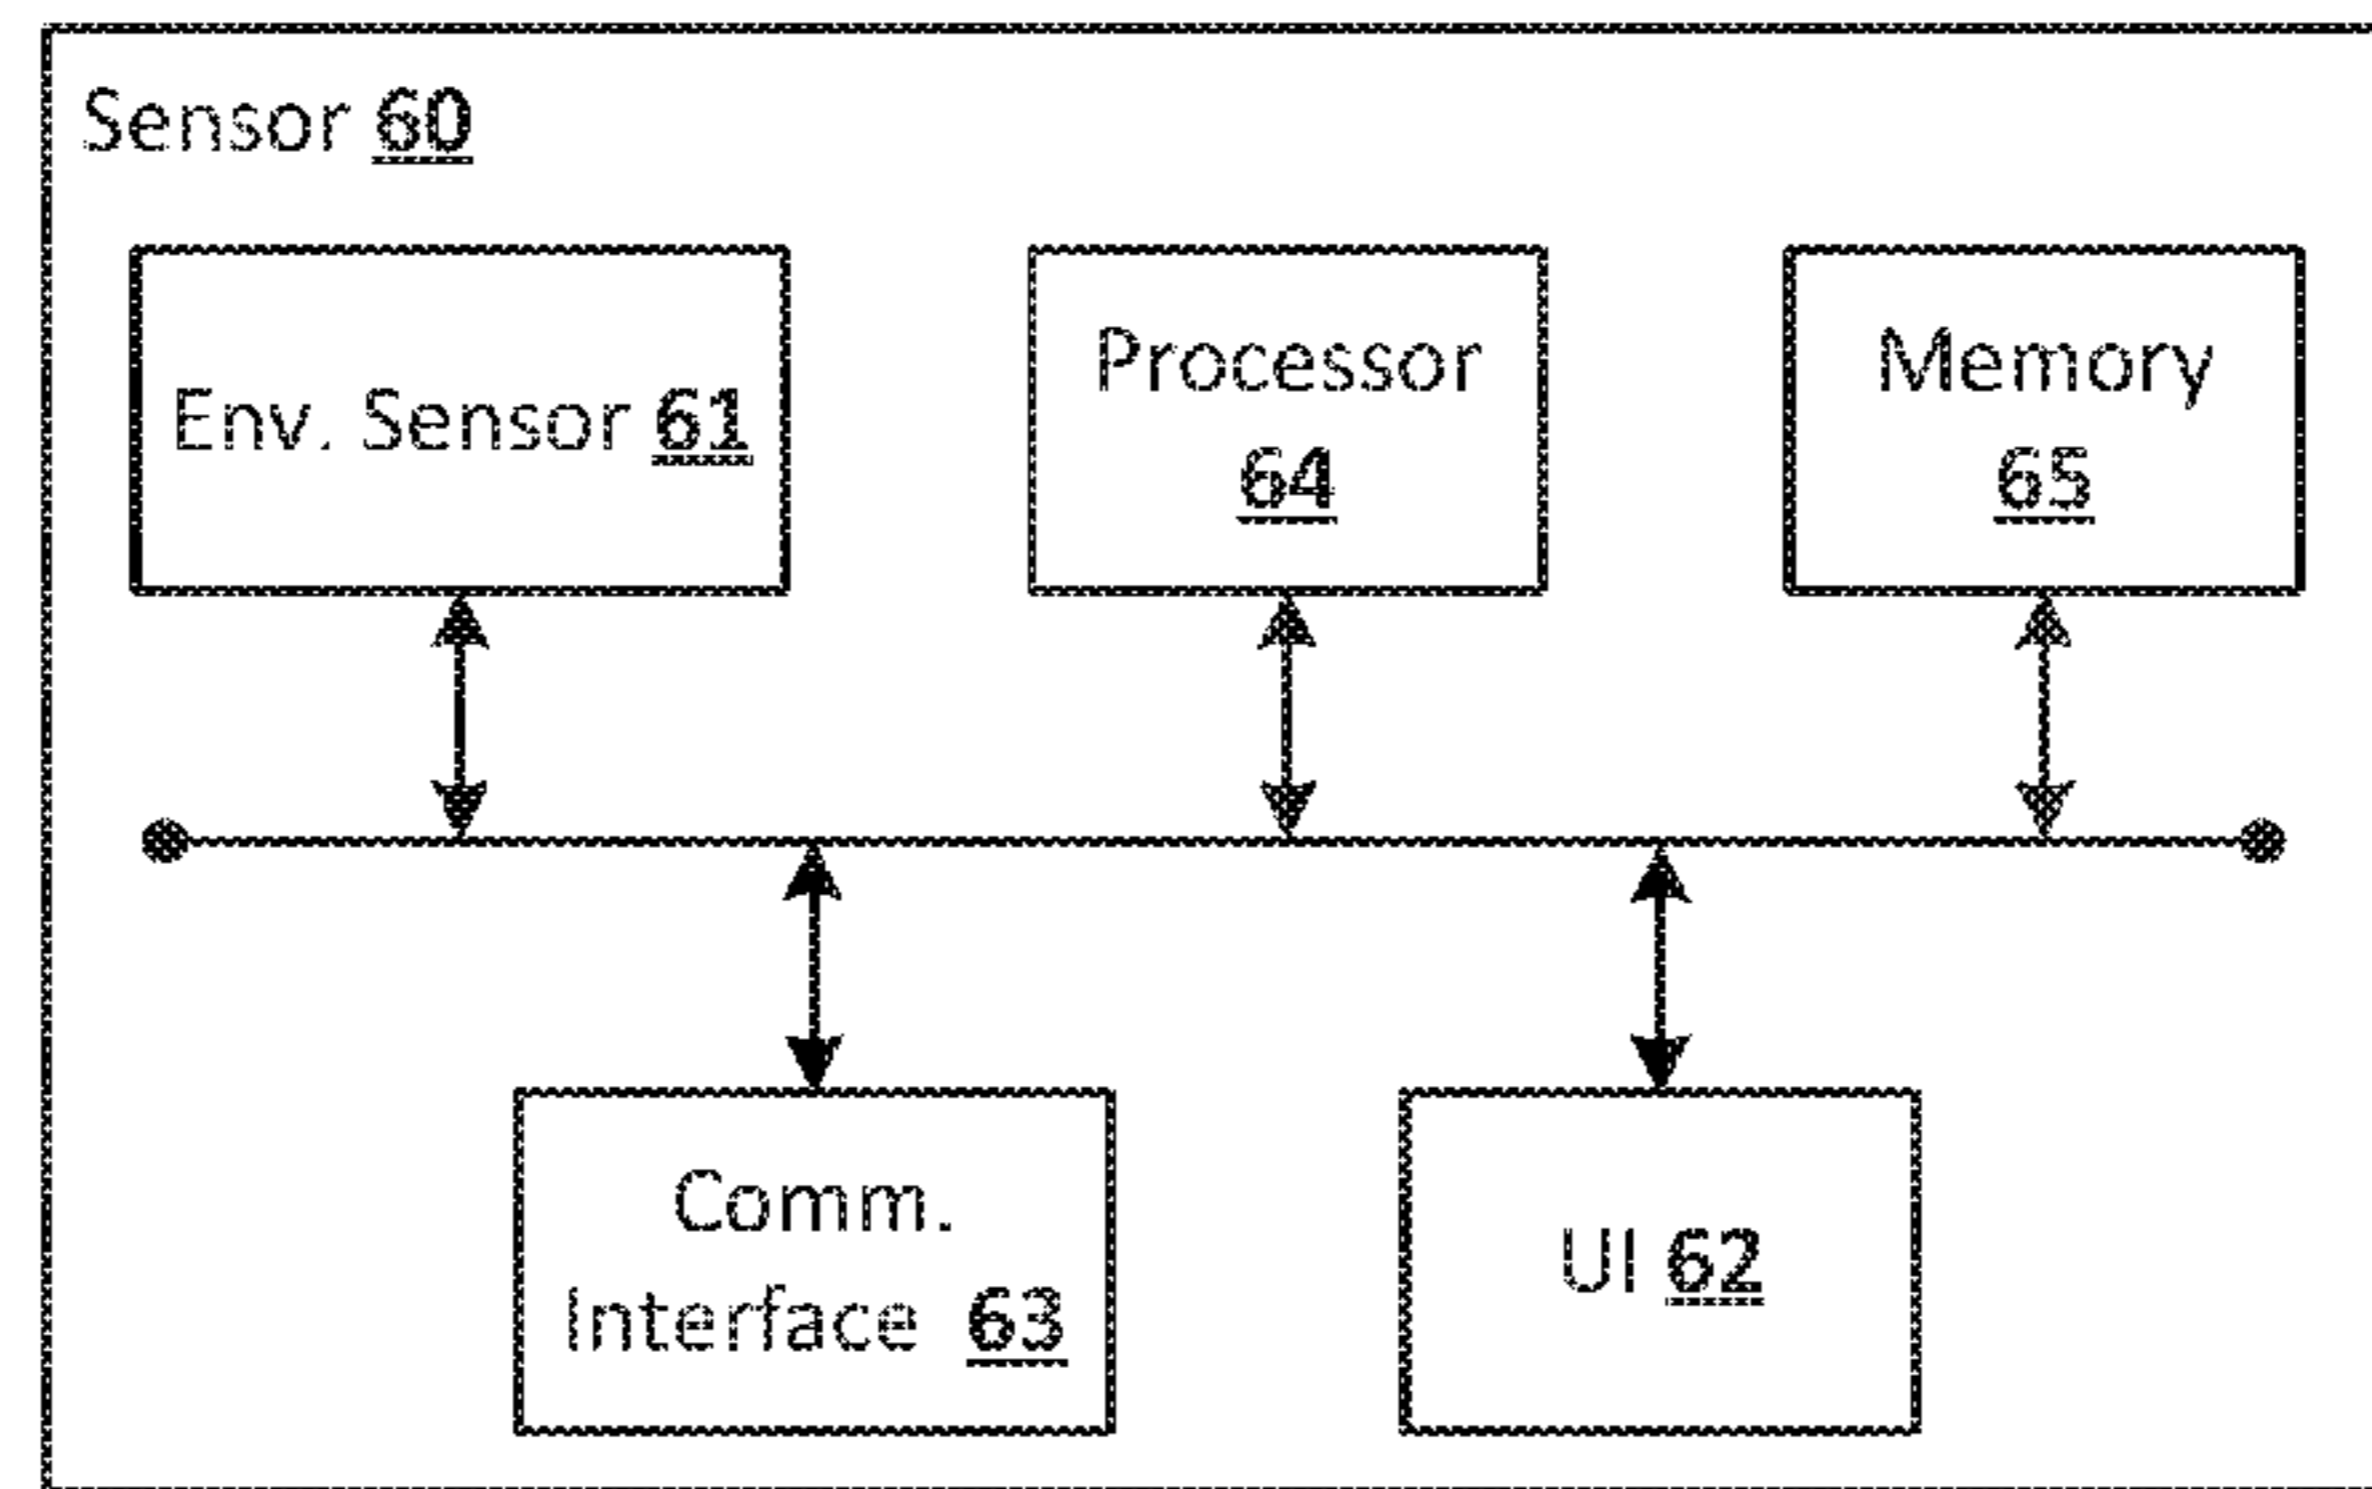 Sensor 60
Env. Sensor 61
Processor
64
Memory
65
Comm.
Interface 63
UI 62